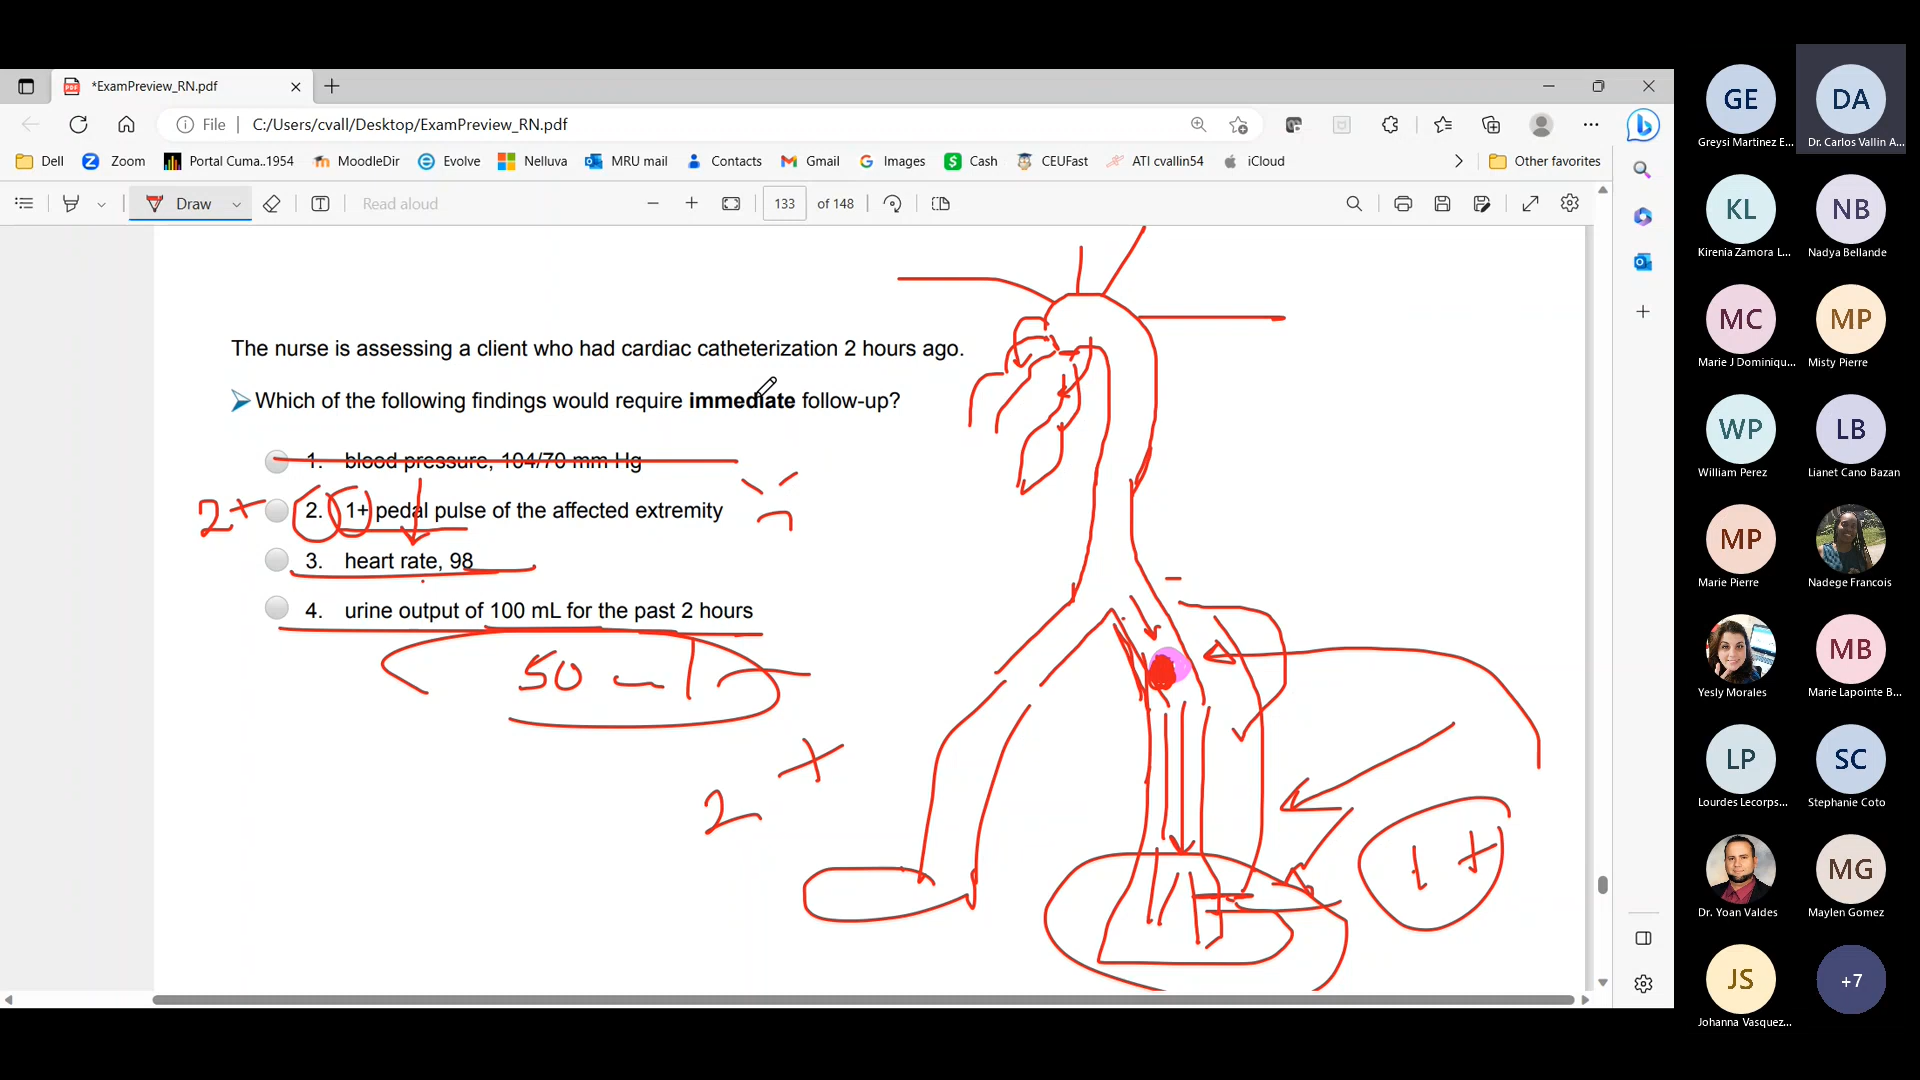 *ExamPreview_RN.pdf
File
C:/Users/cvall/Desktop/ExamPreview_RN.pdf
Dell
Zoom
Portal Cuma..1954
MoodleDir
Evolve
Nelluva
MRU mail
Contacts
Gmail
Images
Cash
CEUFast
ATI cvallin54
iCloud
Other favorites
Draw
Read aloud
133
of 148
The nurse is assessing a client who had cardiac catheterization 2 hours ago.
Which of the following findings would require immediate follow-up?
1. blood pressure, 104/70 mm Hg
2+
2. 1+ pedal pulse of the affected extremity
3. heart rate, 98
4. urine output of 100 mL for the past 2 hours
50 ml
2 +
1 +
GE
Greysi Martinez E...
DA
Dr. Carlos Vallin A...
KL
Kirenia Zamora L...
NB
Nadya Bellande
MC
Marie J Dominiqu...
MP
Misty Pierre
WP
William Perez
LB
Lianet Cano Bazan
MP
Marie Pierre
Nadege Francois
Yesly Morales
MB
Marie Lapointe B...
LP
Lourdes Lecorps...
SC
Stephanie Coto
Dr. Yoan Valdes
MG
Maylen Gomez
JS
Johanna Vasquez...
+7